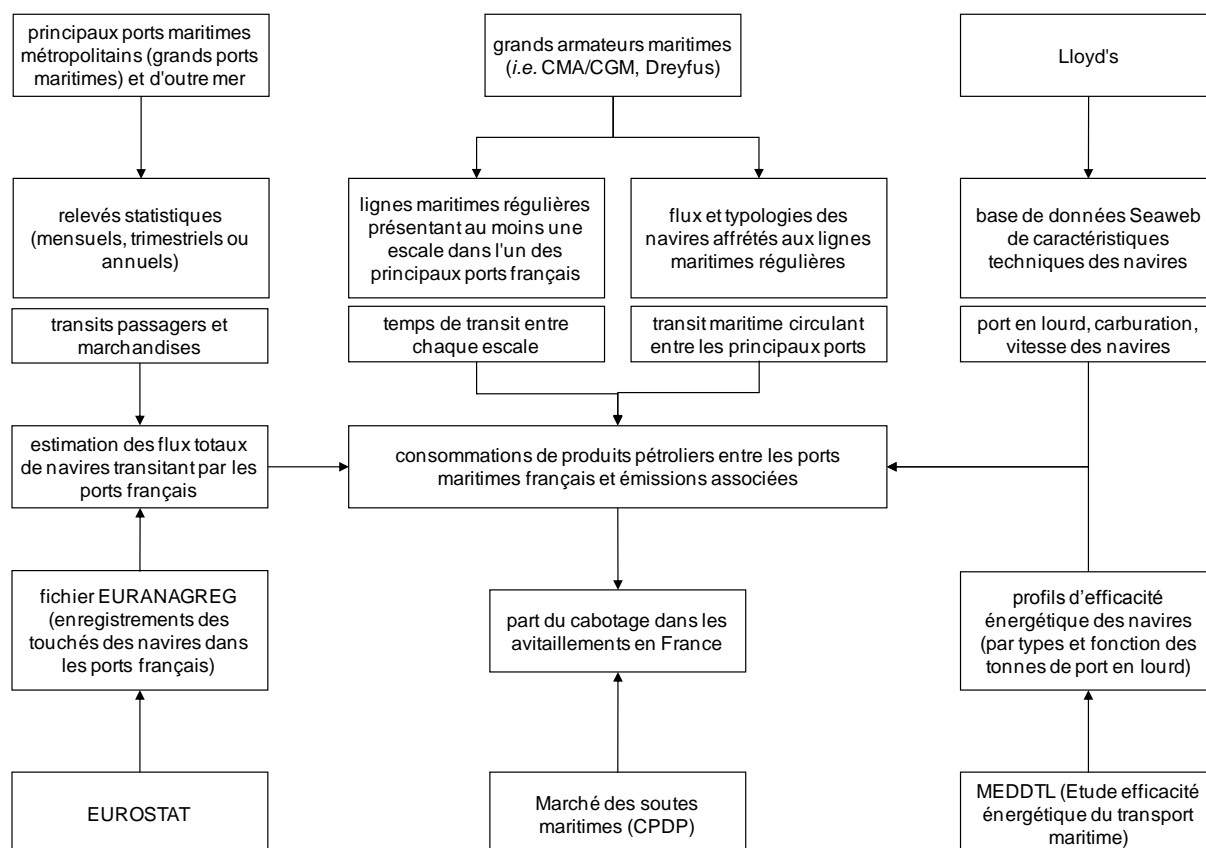 principaux ports maritimes
métropolitains (grands ports
maritimes) et d'outre mer
grands armateurs maritimes
(i.e. CMA/CGM, Dreyfus)
Lloyd's
relevés statistiques
(mensuels, trimestriels ou
annuels)
lignes maritimes régulières
présentant au moins une
escale dans l'un des
principaux ports français
flux et typologies des
navires affrétés aux lignes
maritimes régulières
base de données Seaweb
de caractéristiques
techniques des navires
transits passagers et
marchandises
temps de transit entre
chaque escale
transit maritime circulant
entre les principaux ports
port en lourd, carburation,
vitesse des navires
estimation des flux totaux
de navires transitant par les
ports français
consommations de produits pétroliers entre les ports
maritimes français et émissions associées
fichier EURANAGREG
(enregistrements des
touchés des navires dans
les ports français)
part du cabotage dans les
avitaillements en France
profils d’efficacité
énergétique des navires
(par types et fonction des
tonnes de port en lourd)
EUROSTAT
Marché des soutes
maritimes (CPDP)
MEDDTL (Etude efficacité
énergétique du transport
maritime)